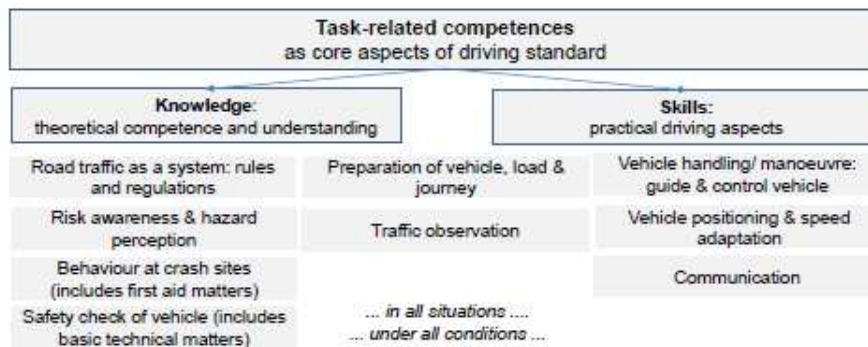 Task-related competences
as core aspects of driving standard
Knowledge:
theoretical competence and understanding
Skills:
practical driving aspects
Road traffic as a system: rules
and regulations
Preparation of vehicle, load &
journey
Vehicle handling/ manoeuvre:
guide & control vehicle
Risk awareness & hazard
perception
Traffic observation
Vehicle positioning & speed
adaptation
Behaviour at crash sites
(includes first aid matters)
Communication
Safety check of vehicle (includes
basic technical matters)
... in all situations ....
... under all conditions ...